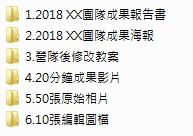 1.2018 XX團隊成果報告書
2.2018 XX團隊成果海報
3.營隊後修改教案
4.20分鐘成果影片
5.50張原始相片
6.10張編輯圖檔